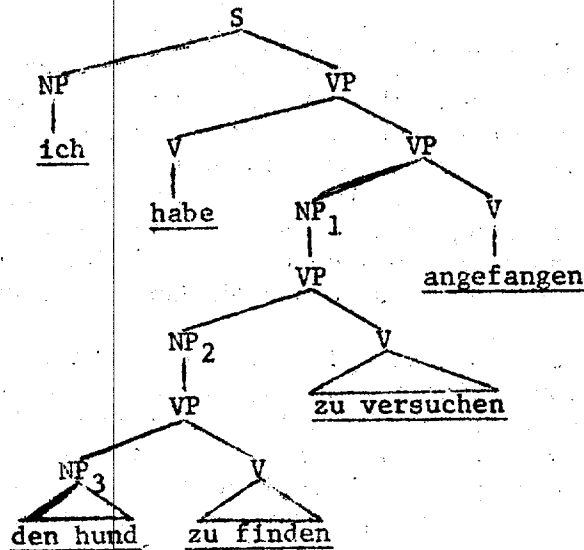 S
NP VP
ich V VP
habe NP1 V
VP angefangen
NP2 V
VP zu versuchen
NP3 V
den hund zu finden